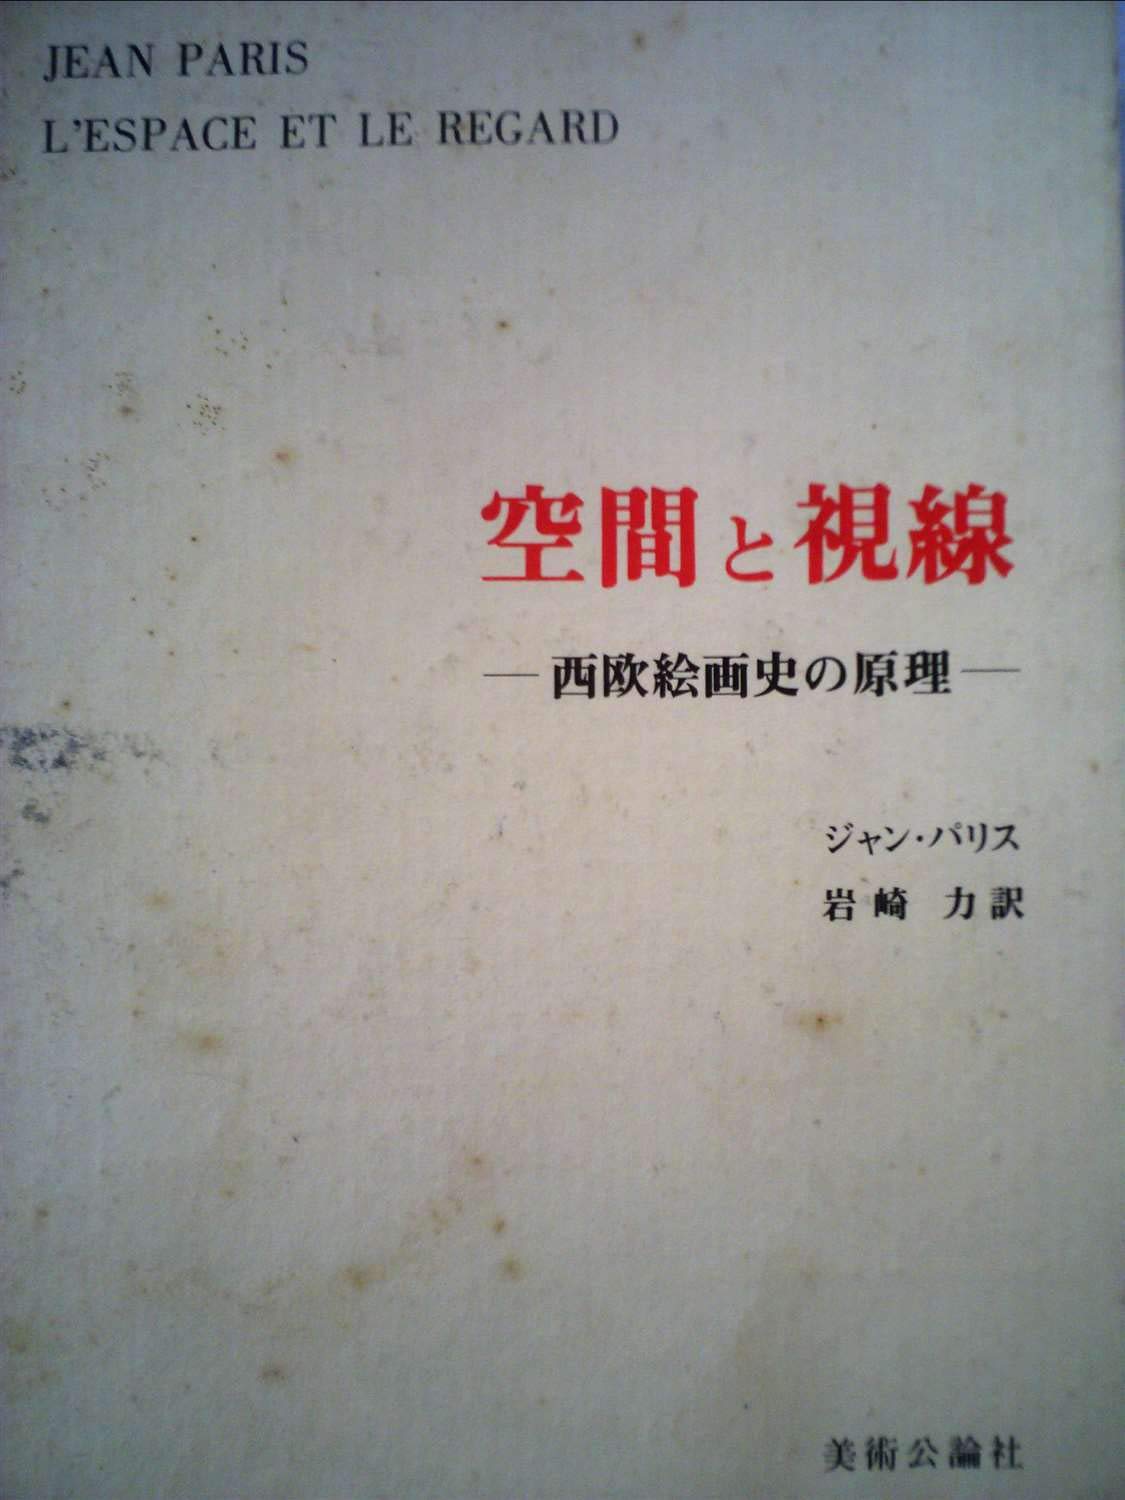 JEAN PARIS
L'ESPACE ET LE REGARD
空間と視線
―西欧絵画史の原理―
ジャン・パリス
岩崎 力訳
美術公論社